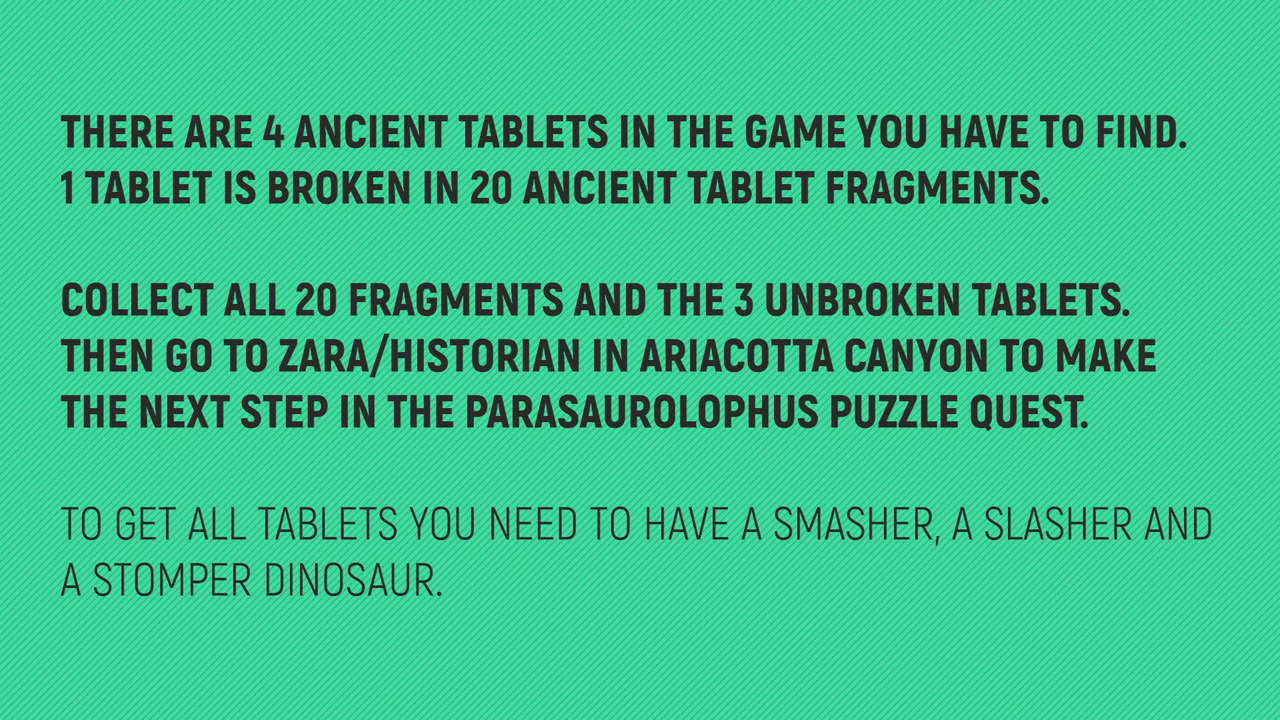 THERE ARE 4 ANCIENT TABLETS IN THE GAME YOU HAVE TO FIND.
1 TABLET IS BROKEN IN 20 ANCIENT TABLET FRAGMENTS.
COLLECT ALL 20 FRAGMENTS AND THE 3 UNBROKEN TABLETS.
THEN GO TO ZARA/HISTORIAN IN ARIACOTTA CANYON TO MAKE
THE NEXT STEP IN THE PARASAUROLOPHUS PUZZLE QUEST.
TO GET ALL TABLETS YOU NEED TO HAVE A SMASHER, A SLASHER AND
A STOMPER DINOSAUR.